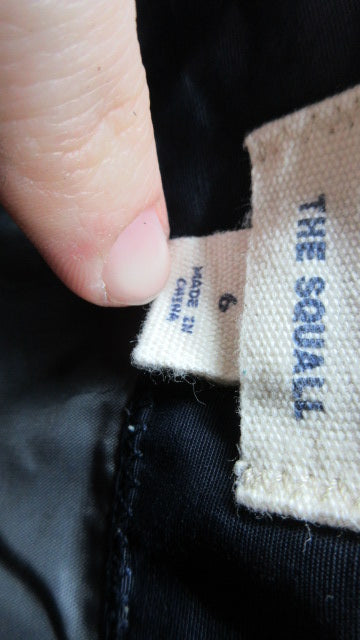 THE SQUALL
6
MADE IN
CHINA